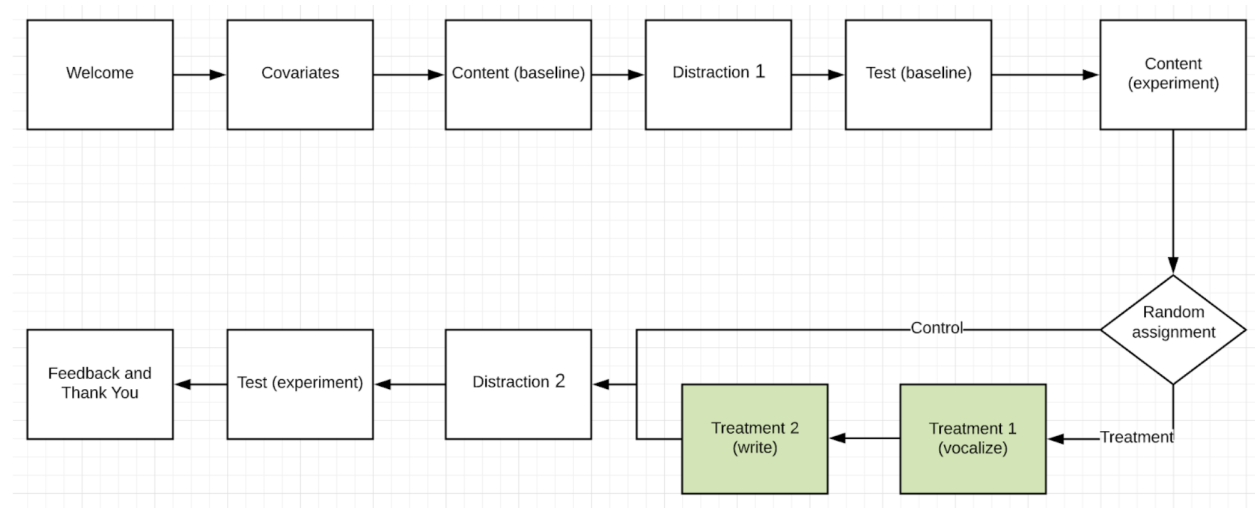 Welcome
Covariates
Content (baseline)
Distraction 1
Test (baseline)
Content
(experiment)
Random
assignment
Control
Treatment
Treatment 1
(vocalize)
Treatment 2
(write)
Distraction 2
Test (experiment)
Feedback and
Thank You